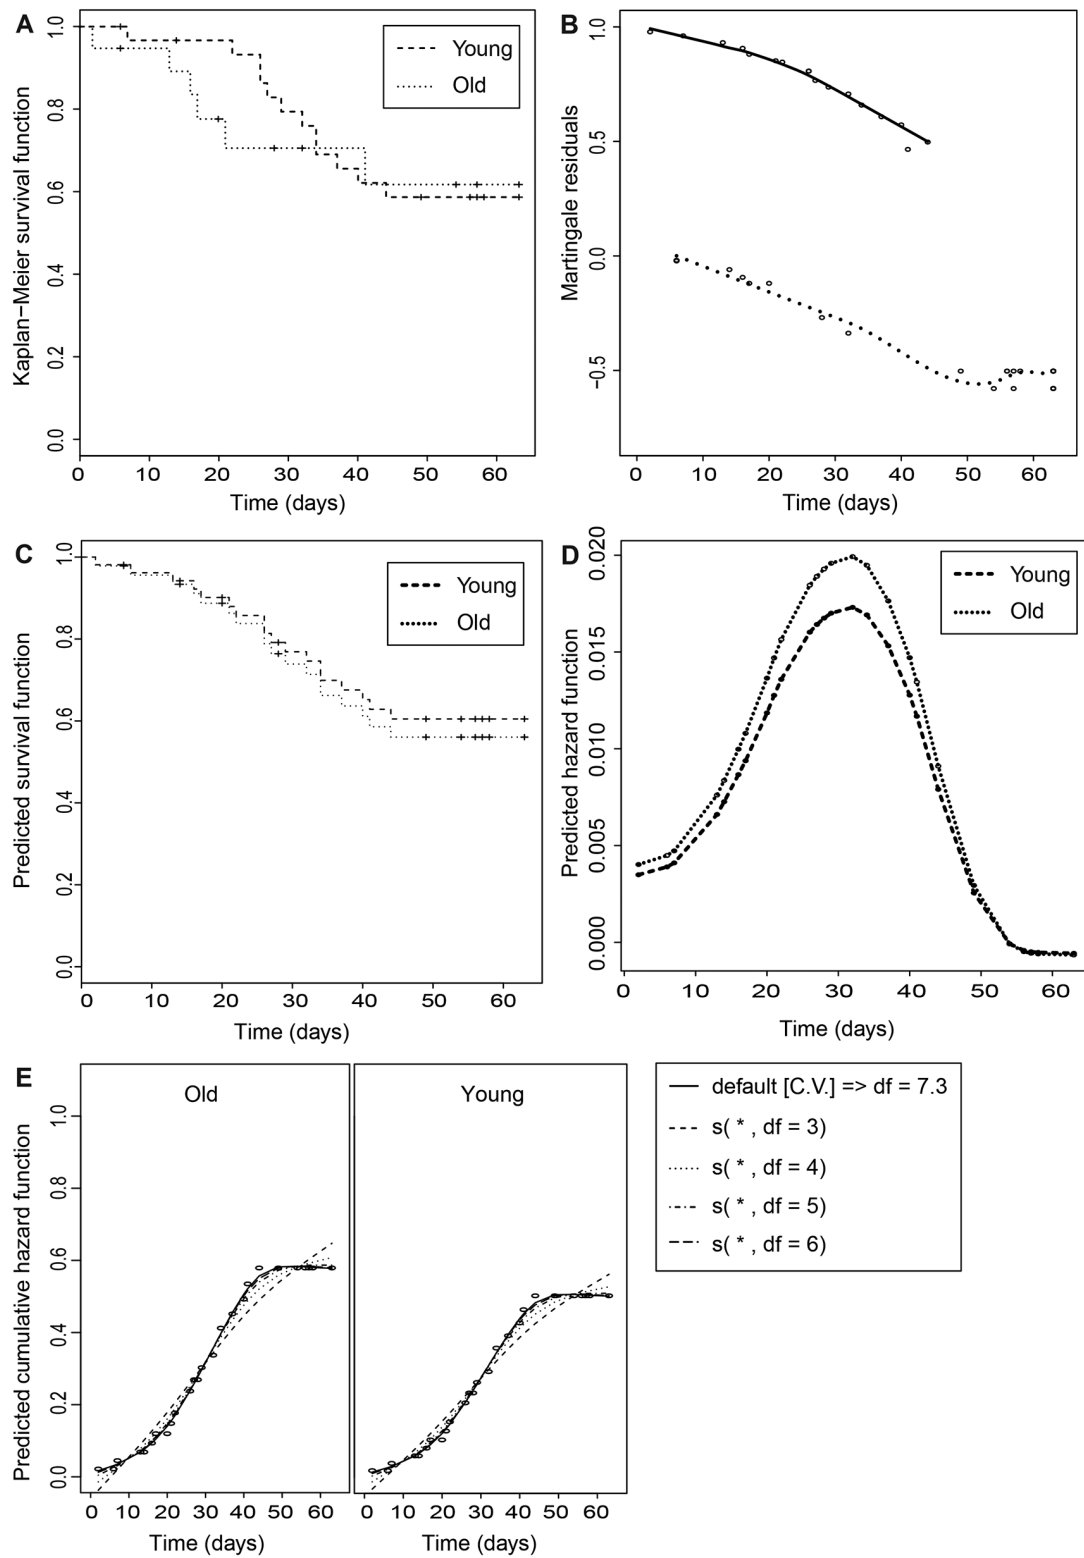 A
Kaplan−Meier survival function
1.0
0.8
0.6
0.4
0.2
0.0
Young
Old
0 10 20 30 40 50 60
Time (days)
B
Martingale residuals
1.0
0.5
0.0
−0.5
0 10 20 30 40 50 60
Time (days)
C
Predicted survival function
1.0
0.8
0.6
0.4
0.2
0.0
Young
Old
0 10 20 30 40 50 60
Time (days)
D
Predicted hazard function
0.020
0.015
0.010
0.005
0.000
Young
Old
0 10 20 30 40 50 60
Time (days)
E
Predicted cumulative hazard function
1.0
0.8
0.6
0.4
0.2
0.0
Old
0 10 20 30 40 50 60
Time (days)
Young
0 10 20 30 40 50 60
Time (days)
default [C.V.] => df = 7.3
s( * , df = 3)
s( * , df = 4)
s( * , df = 5)
s( * , df = 6)